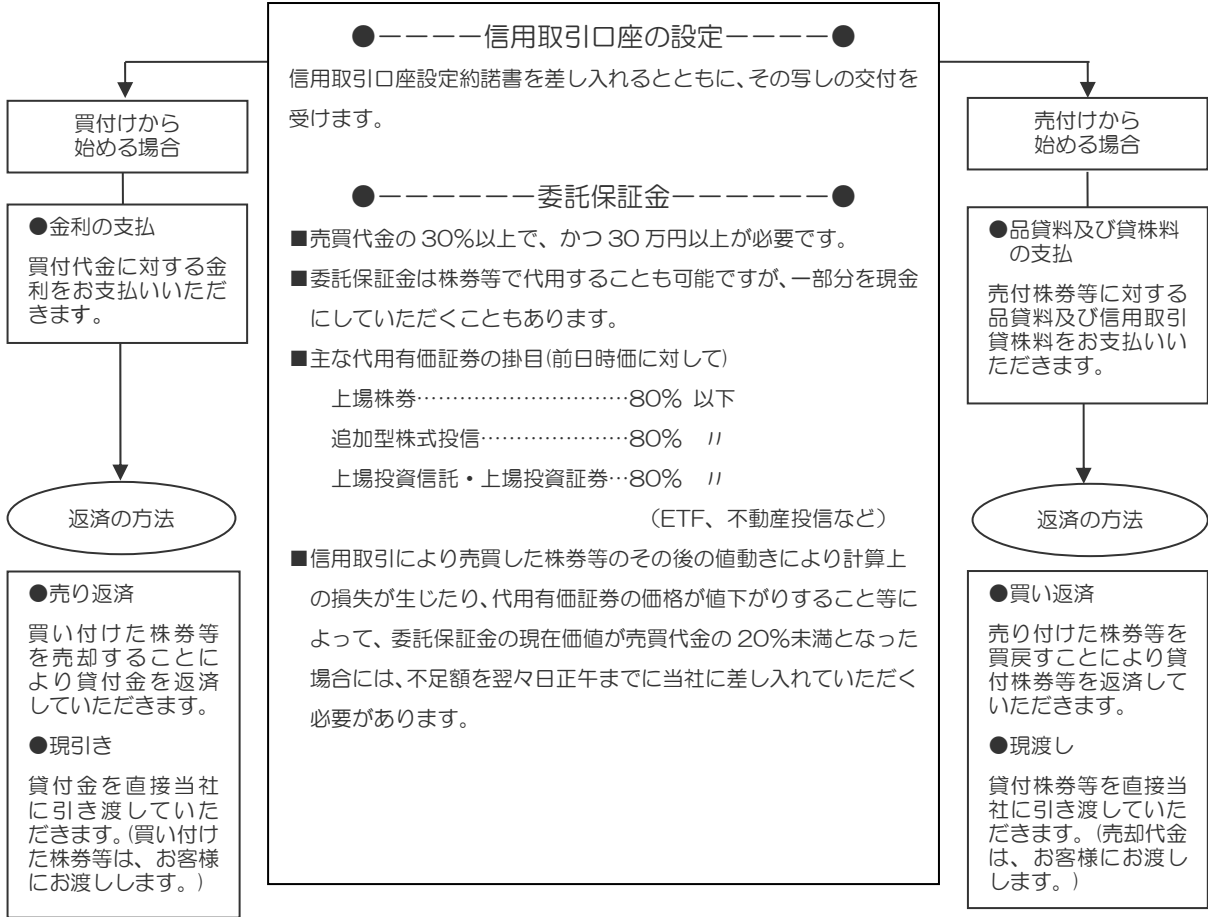 ●ーーーー信用取引口座の設定ーーーー●
信用取引口座設定約諾書を差し入れるとともに、その写しの交付を
受けます。
●ーーーーーー委託保証金ーーーーーー●
■売買代金の 30%以上で、かつ 30 万円以上が必要です。
■委託保証金は株券等で代用することも可能ですが、一部分を現金
にしていただくこともあります。
■主な代用有価証券の掛目(前日時価に対して)
上場株券…………………………80% 以下
追加型株式投信…………………80% 〃
上場投資信託・上場投資証券…80% 〃
(ETF、不動産投信など)
■信用取引により売買した株券等のその後の値動きにより計算上
の損失が生じたり、代用有価証券の価格が値下がりすること等に
よって、委託保証金の現在価値が売買代金の 20%未満となった
場合には、不足額を翌々日正午までに当社に差し入れていただく
必要があります。
買付けから
始める場合
●金利の支払
買付代金に対する金
利をお支払いいただ
きます。
返済の方法
●売り返済
買い付けた株券等
を売却することに
より貸付金を返済
していただきます。
●現引き
貸付金を直接当社
に引き渡していた
だきます。(買い付け
た株券等は、お客様
にお渡しします。)
売付けから
始める場合
●品貸料及び貸株料
の支払
売付株券等に対する
品貸料及び信用取引
貸株料をお支払いい
ただきます。
返済の方法
●買い返済
売り付けた株券等を
買戻すことにより貸
付株券等を返済して
いただきます。
●現渡し
貸付株券等を直接当
社に引き渡していた
だきます。(売却代金
は、お客様にお渡し
します。)